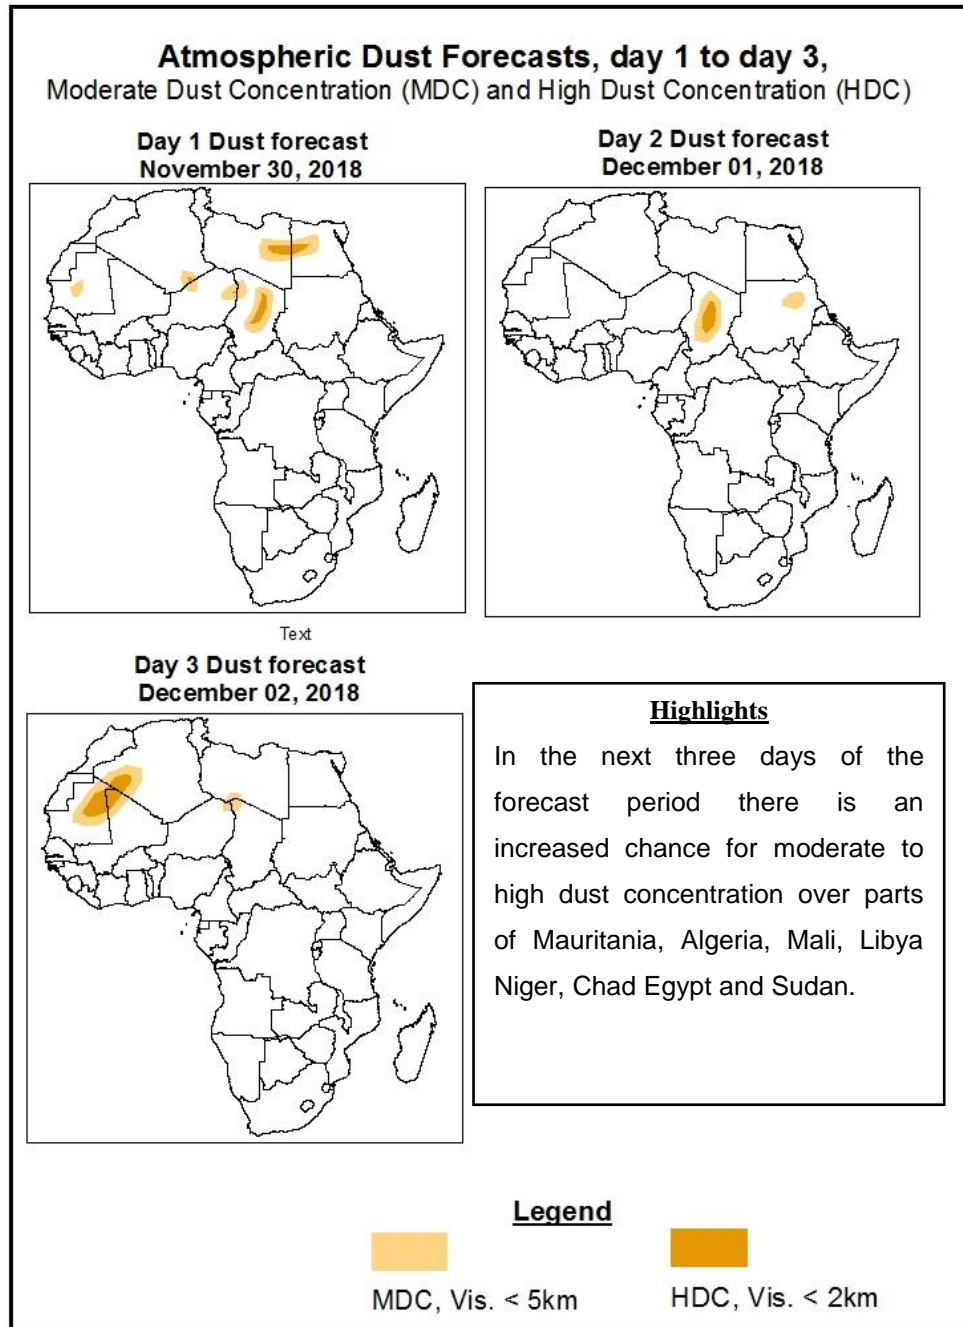 Atmospheric Dust Forecasts, day 1 to day 3,
Moderate Dust Concentration (MDC) and High Dust Concentration (HDC)
Day 1 Dust forecast
November 30, 2018
Day 2 Dust forecast
December 01, 2018
Text
Day 3 Dust forecast
December 02, 2018
Highlights
In the next three days of the
forecast period there is an
increased chance for moderate to
high dust concentration over parts
of Mauritania, Algeria, Mali, Libya
Niger, Chad Egypt and Sudan.
Legend
MDC, Vis. < 5km
HDC, Vis. < 2km